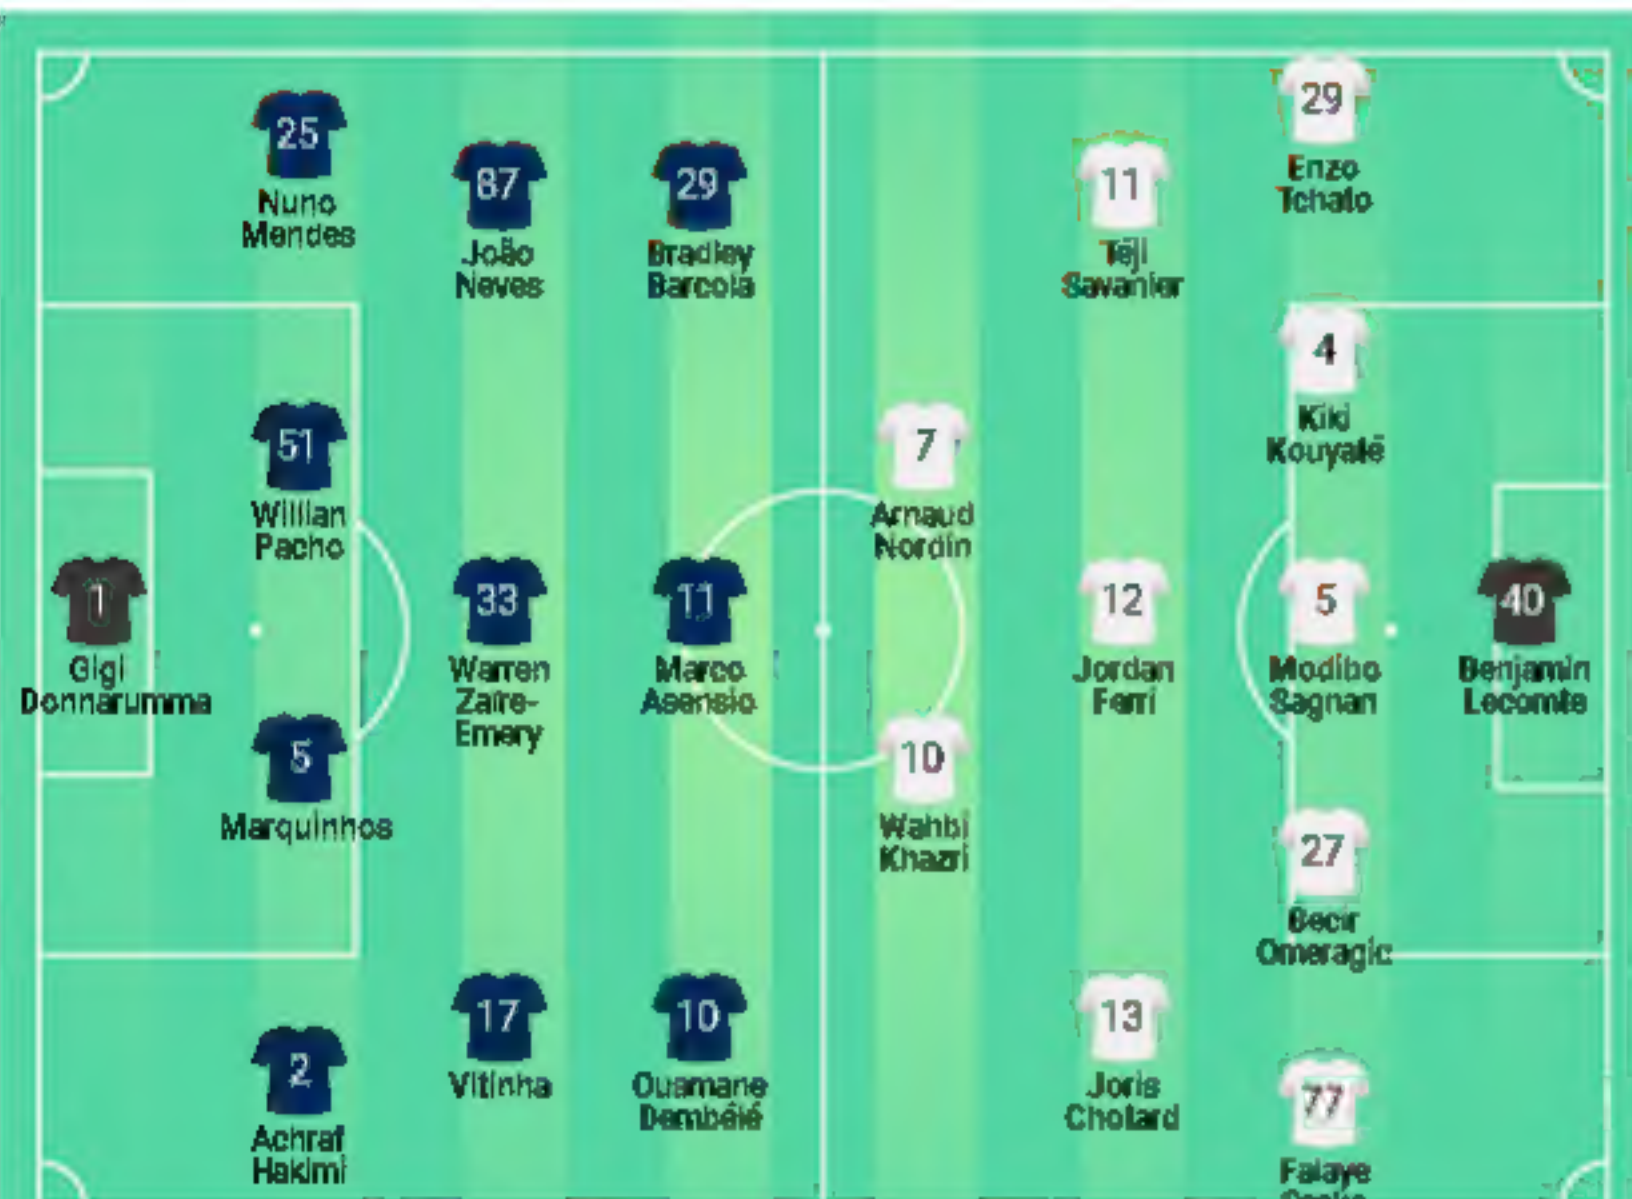 25
Nuno
Mendes
87
João
Neves
29
Bradley
Barcola
11
Téji
Savanier
29
Enzo
Tchato
51
Willian
Pacho
7
Arnaud
Nordin
4
Kiki
Kouyaté
1
Gigi
Donnarumma
33
Warren
Zaïre-
Emery
11
Marco
Asensio
12
Jordan
Ferri
5
Modibo
Sagnan
40
Benjamin
Lecomte
5
Marquinhos
10
Wahbi
Khazri
27
Becir
Omeragic
2
Achraf
Hakimi
17
Vitinha
10
Ousmane
Dembélé
13
Joris
Chotard
77
Falaye